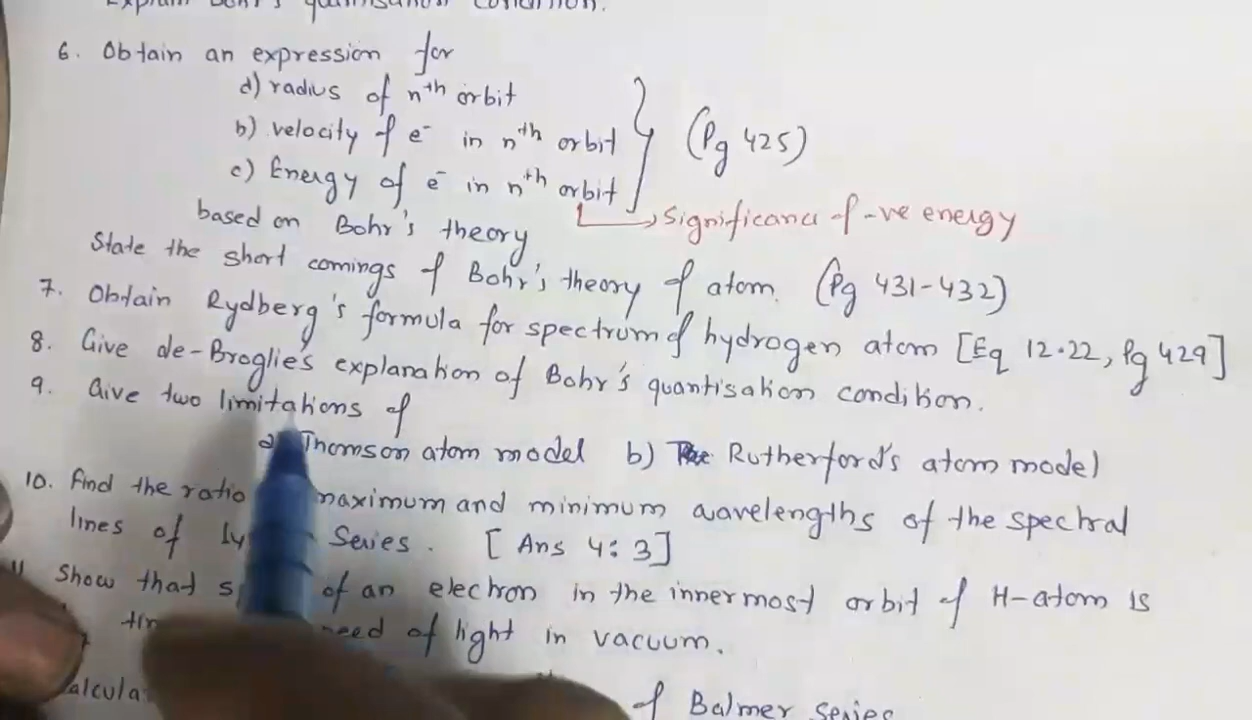 Explain Bohr's quantisation condition.
6. Obtain an expression for
a) radius of nth orbit
b) velocity of e- in nth orbit
(Pg 425)
c) Energy of e- in nth orbit
→ Significance of -ve energy
based on Bohr's theory
State the short comings of Bohr's theory of atom. (Pg 431-432)
7. Obtain Rydberg's formula for spectrum of hydrogen atom [Eq 12.22, Pg 429]
8. Give de-Broglie's explanation of Bohr's quantisation condition.
9. Give two limitations of
Thomson atom model b) Rutherford's atom model
10. Find the ratio maximum and minimum wavelengths of the spectral
lines of Series. [Ans 4:3]
11. Show that of an electron in the innermost orbit of H-atom is
of light in vacuum.
of Balmer series